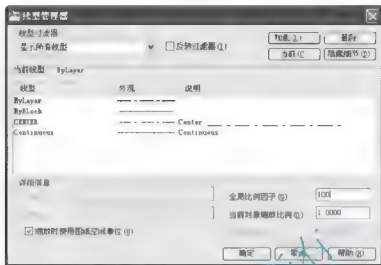 线型管理器
线型过滤器
显示所有线型
反转过滤器(I)
加载(L)
删除
当前(C)
隐藏细节(D)
当前线型 ByLayer
线型 外观 说明
ByLayer
ByBlock
CENTER Center
Continuous Continuous
详细信息
全局比例因子(G) 100
当前对象缩放比例(O) 1.0000
缩放时使用图纸空间单位(U)
确定 取消 帮助(H)